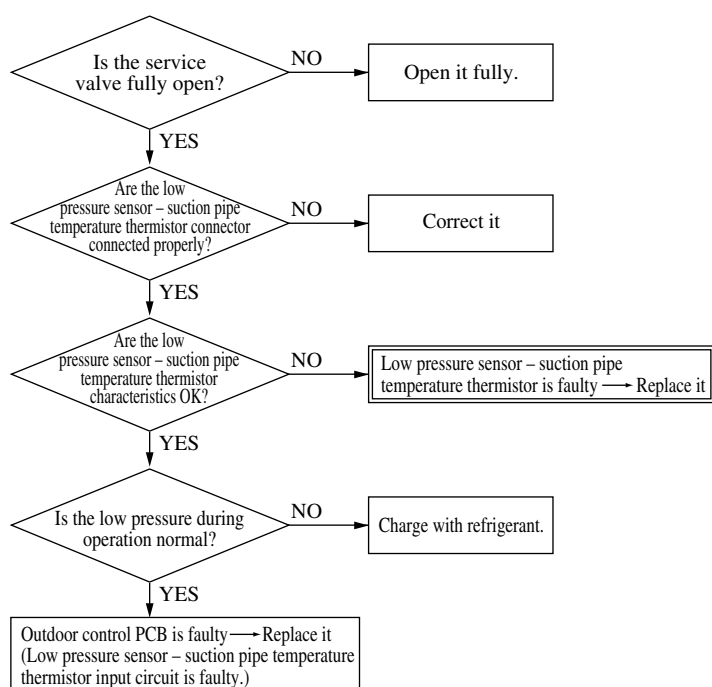 Is the service
valve fully open?
NO
Open it fully.
YES
Are the low
pressure sensor – suction pipe
temperature thermistor connector
connected properly?
NO
Correct it
YES
Are the low
pressure sensor – suction pipe
temperature thermistor
characteristics OK?
NO
Low pressure sensor – suction pipe
temperature thermistor is faulty → Replace it
YES
Is the low pressure during
operation normal?
NO
Charge with refrigerant.
YES
Outdoor control PCB is faulty → Replace it
(Low pressure sensor – suction pipe temperature
thermistor input circuit is faulty.)